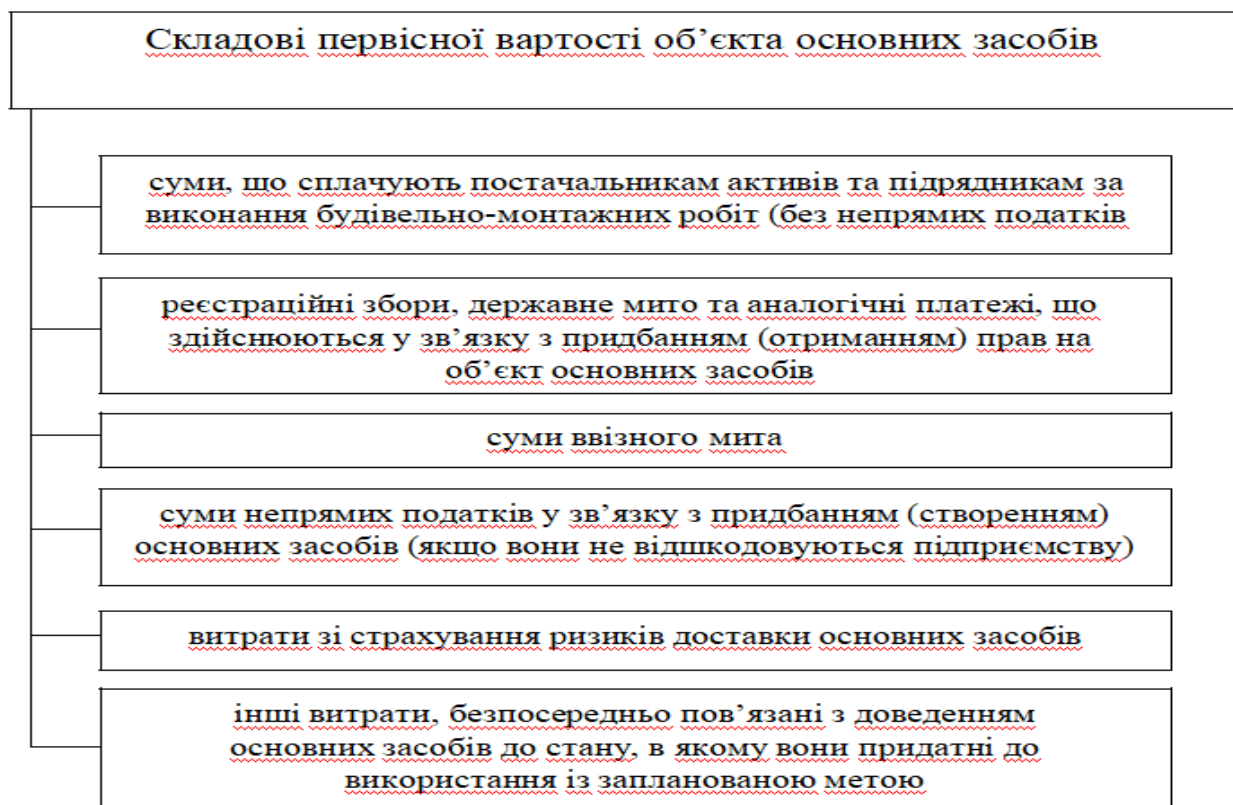 Складові первісної вартості об’єкта основних засобів
суми, що сплачують постачальникам активів та підрядникам за
виконання будівельно-монтажних робіт (без непрямих податків
реєстраційні збори, державне мито та аналогічні платежі, що
здійснюються у зв’язку з придбанням (отриманням) прав на
об’єкт основних засобів
суми ввізного мита
суми непрямих податків у зв’язку з придбанням (створенням)
основних засобів (якщо вони не відшкодовуються підприємству)
витрати зі страхування ризиків доставки основних засобів
інші витрати, безпосередньо пов’язані з доведенням
основних засобів до стану, в якому вони придатні до
використання із запланованою метою